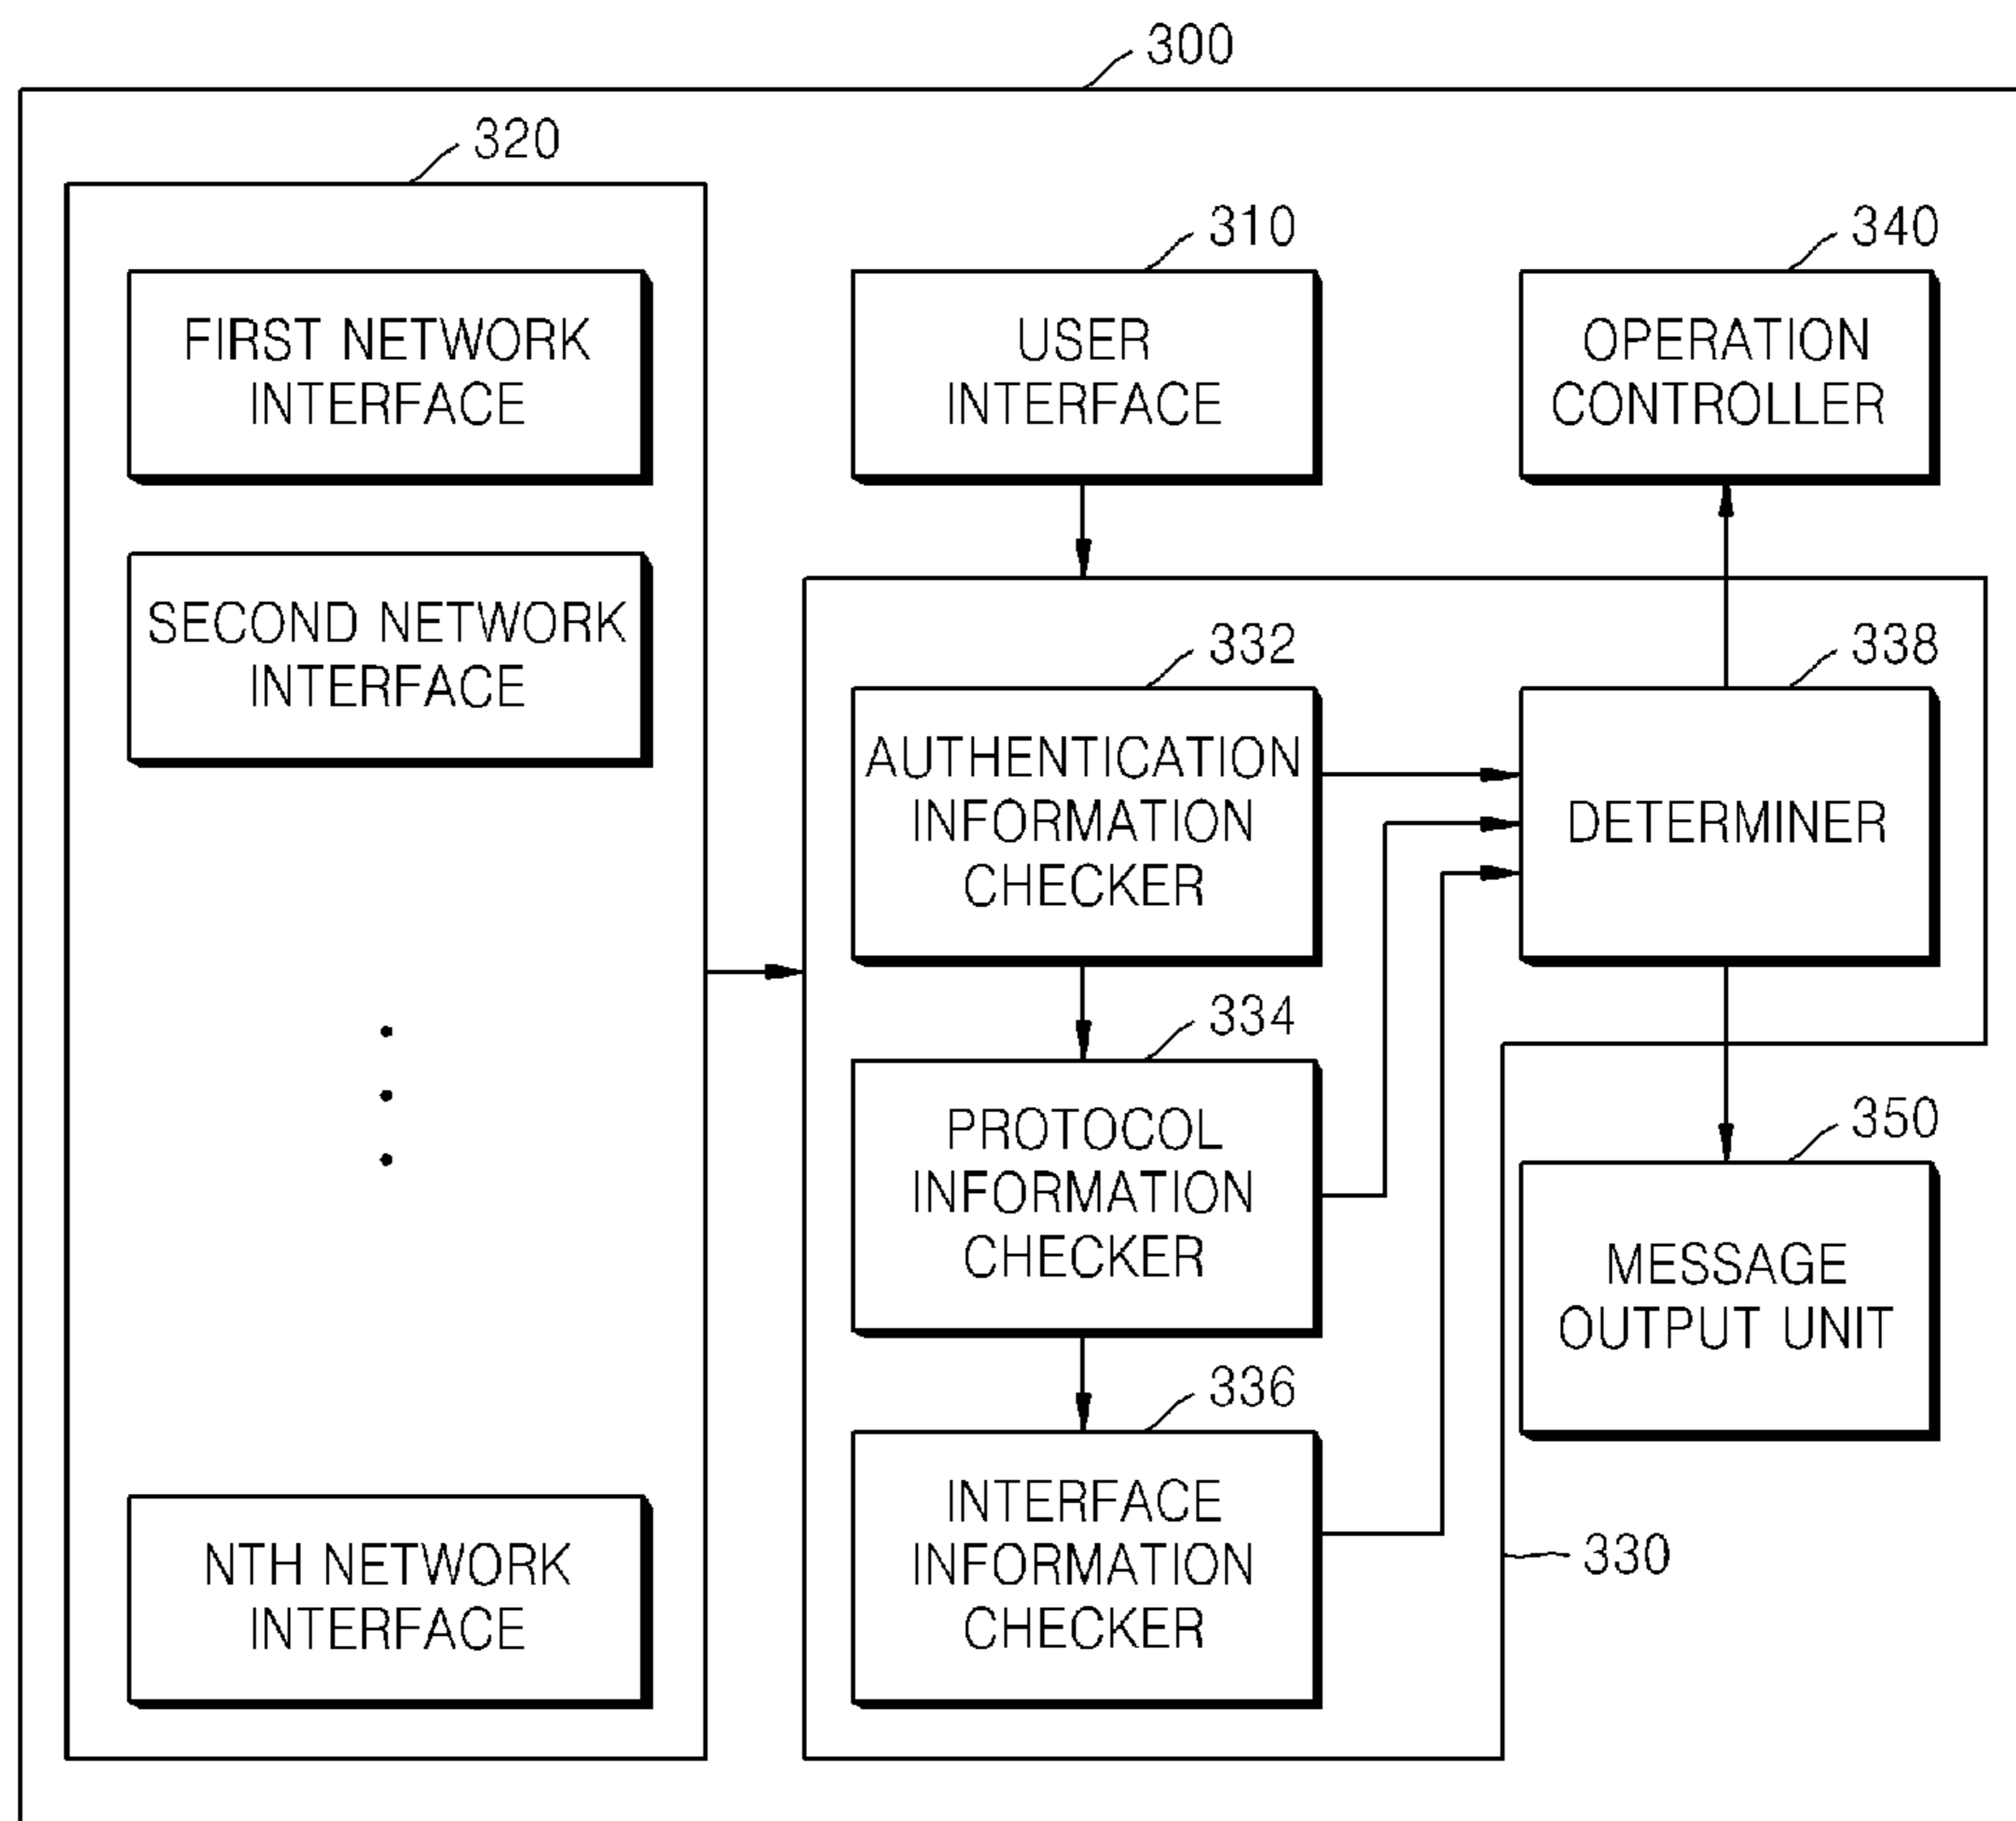 300
320
FIRST NETWORK
INTERFACE
SECOND NETWORK
INTERFACE
NTH NETWORK
INTERFACE
310
USER
INTERFACE
340
OPERATION
CONTROLLER
332
AUTHENTICATION
INFORMATION
CHECKER
338
DETERMINER
334
PROTOCOL
INFORMATION
CHECKER
350
MESSAGE
OUTPUT UNIT
336
INTERFACE
INFORMATION
CHECKER
330